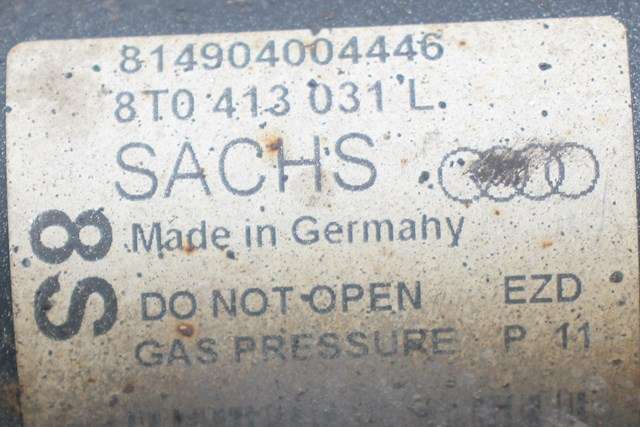 814904004446
8T0 413 031 L.
SACHS
Made in Germany
DO NOT OPEN EZD
GAS PRESSURE P 11
S8